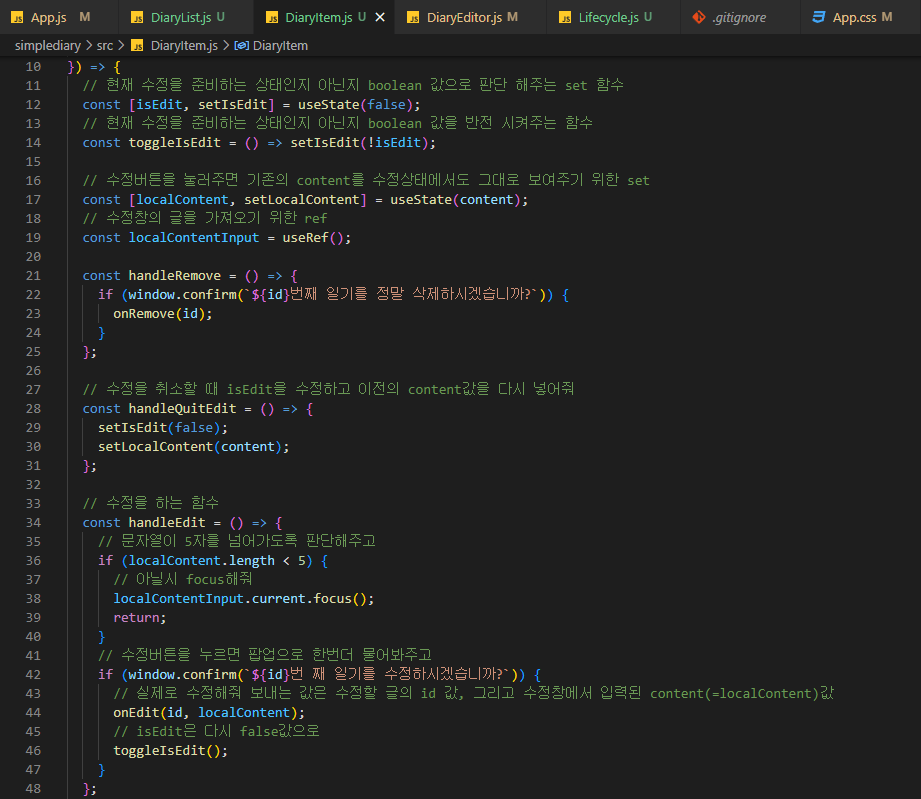 App.js M DiaryList.js U DiaryItem.js U DiaryEditor.js M Lifecycle.js U .gitignore App.css M
simplediary > src > DiaryItem.js > DiaryItem
10 }) => {
11 // 현재 수정을 준비하는 상태인지 아닌지 boolean 값으로 판단 해주는 set 함수
12 const [isEdit, setIsEdit] = useState(false);
13 // 현재 수정을 준비하는 상태인지 아닌지 boolean 값을 반전 시켜주는 함수
14 const toggleIsEdit = () => setIsEdit(!isEdit);
15
16 // 수정버튼을 눌러주면 기존의 content를 수정상태에서도 그대로 보여주기 위한 set
17 const [localContent, setLocalContent] = useState(content);
18 // 수정창의 글을 가져오기 위한 ref
19 const localContentInput = useRef();
20
21 const handleRemove = () => {
22 if (window.confirm(`${id}번째 일기를 정말 삭제하시겠습니까?`)) {
23 onRemove(id);
24 }
25 };
26
27 // 수정을 취소할 때 isEdit을 수정하고 이전의 content값을 다시 넣어줘
28 const handleQuitEdit = () => {
29 setIsEdit(false);
30 setLocalContent(content);
31 };
32
33 // 수정을 하는 함수
34 const handleEdit = () => {
35 // 문자열이 5자를 넘어가도록 판단해주고
36 if (localContent.length < 5) {
37 // 아닐시 focus해줘
38 localContentInput.current.focus();
39 return;
40 }
41 // 수정버튼을 누르면 팝업으로 한번더 물어봐주고
42 if (window.confirm(`${id}번 째 일기를 수정하시겠습니까?`)) {
43 // 실제로 수정해줘 보내는 값은 수정할 글의 id 값, 그리고 수정창에서 입력된 content(=localContent)값
44 onEdit(id, localContent);
45 // isEdit은 다시 false값으로
46 toggleIsEdit();
47 }
48 };